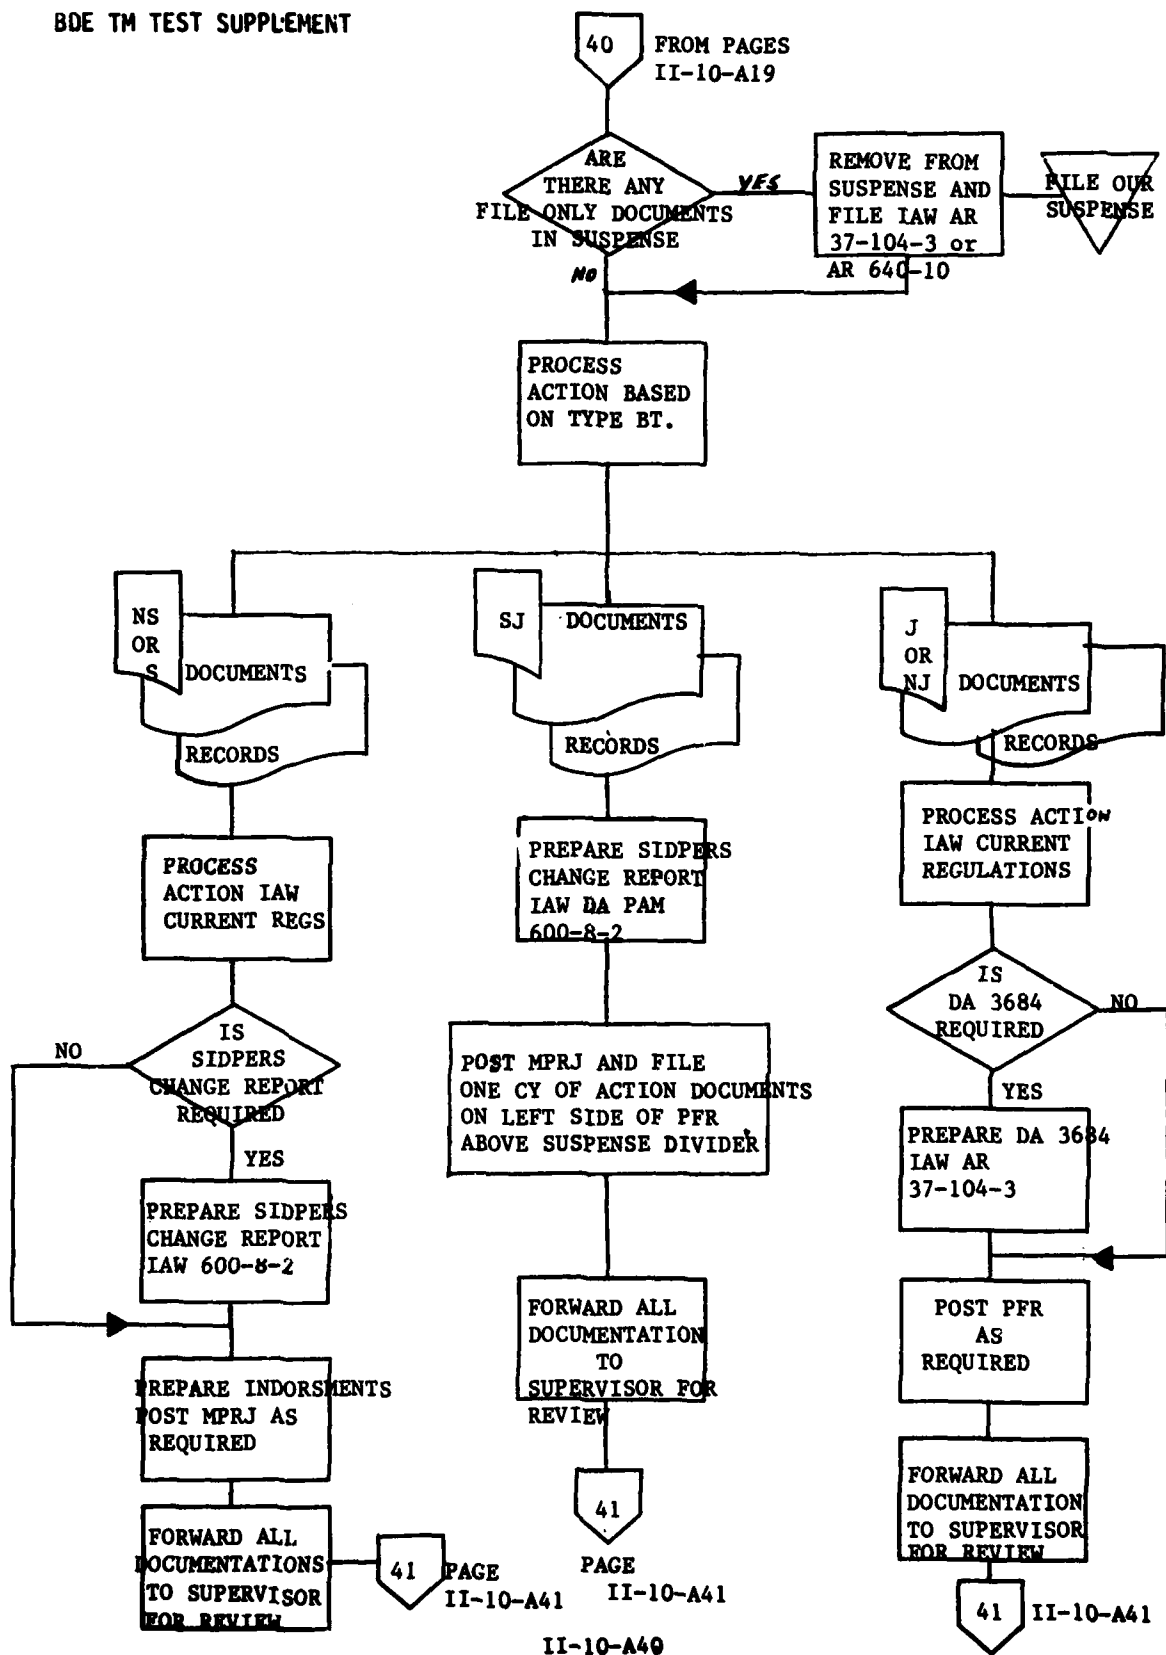 BDE TM TEST SUPPLEMENT
40
FROM PAGES
II-10-A19
ARE
THERE ANY
FILE ONLY DOCUMENTS
IN SUSPENSE
YES
REMOVE FROM
SUSPENSE AND
FILE IAW AR
37-104-3 or
AR 640-10
FILE OUR
SUSPENSE
NO
PROCESS
ACTION BASED
ON TYPE BT.
NS
OR
S
DOCUMENTS
RECORDS
PROCESS
ACTION IAW
CURRENT REGS
IS
SIDPERS
CHANGE REPORT
REQUIRED
NO
YES
PREPARE SIDPERS
CHANGE REPORT
IAW 600-8-2
PREPARE INDORSMENTS
POST MPRJ AS
REQUIRED
FORWARD ALL
DOCUMENTATIONS
TO SUPERVISOR
FOR REVIEW
41
PAGE
II-10-A41
SJ
DOCUMENTS
RECORDS
PREPARE SIDPERS
CHANGE REPORT
IAW DA PAM
600-8-2
POST MPRJ AND FILE
ONE CY OF ACTION DOCUMENTS
ON LEFT SIDE OF PFR
ABOVE SUSPENSE DIVIDER
FORWARD ALL
DOCUMENTATION
TO
SUPERVISOR FOR
REVIEW
41
PAGE
II-10-A41
J
OR
NJ
DOCUMENTS
RECORDS
PROCESS ACTION
IAW CURRENT
REGULATIONS
IS
DA 3684
REQUIRED
NO
YES
PREPARE DA 3684
IAW AR
37-104-3
POST PFR
AS
REQUIRED
FORWARD ALL
DOCUMENTATION
TO SUPERVISOR
FOR REVIEW
41
II-10-A41
II-10-A40